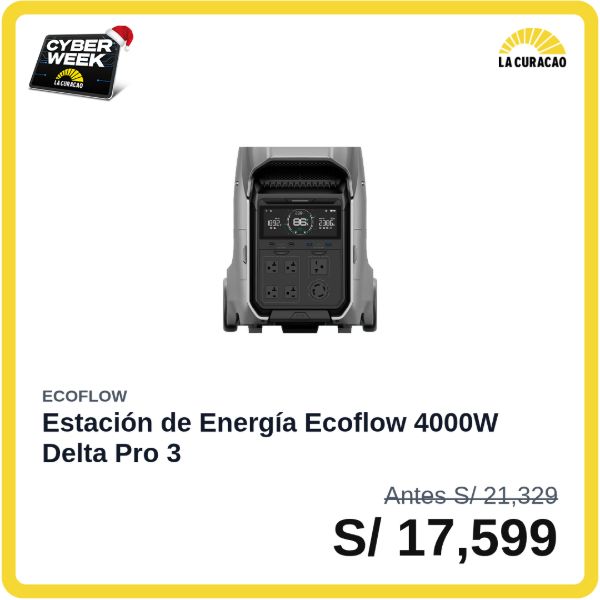 CYBER
WEEK
LA CURACAO
LA CURACAO
ECOFLOW
Estación de Energía Ecoflow 4000W
Delta Pro 3
Antes S/ 21,329
S/ 17,599